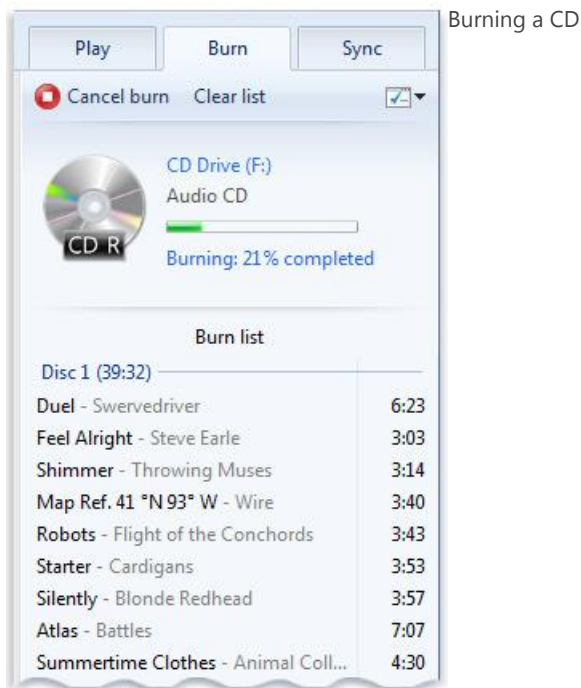 Burning a CD
Play Burn Sync
Cancel burn Clear list
CD Drive (F:)
Audio CD
CD R
Burning: 21% completed
Burn list
Disc 1 (39:32)
Duel - Swervedriver 6:23
Feel Alright - Steve Earle 3:03
Shimmer - Throwing Muses 3:14
Map Ref. 41 °N 93° W - Wire 3:40
Robots - Flight of the Conchords 3:43
Starter - Cardigans 3:53
Silently - Blonde Redhead 3:57
Atlas - Battles 7:07
Summertime Clothes - Animal Coll... 4:30